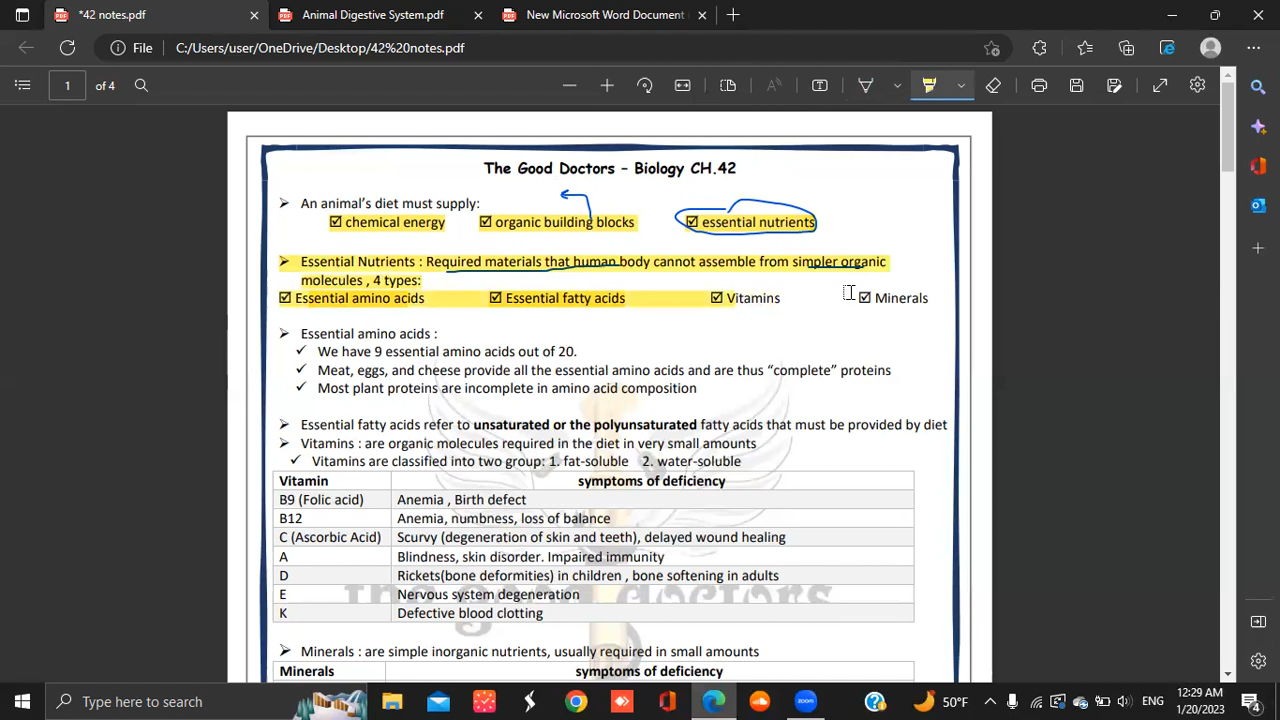 *42 notes.pdf
Animal Digestive System.pdf
New Microsoft Word Document
File
C:/Users/user/OneDrive/Desktop/42%20notes.pdf
1 of 4
The Good Doctors - Biology CH.42
An animal's diet must supply:
chemical energy organic building blocks essential nutrients
Essential Nutrients : Required materials that human body cannot assemble from simpler organic
molecules , 4 types:
Essential amino acids Essential fatty acids Vitamins Minerals
Essential amino acids :
We have 9 essential amino acids out of 20.
Meat, eggs, and cheese provide all the essential amino acids and are thus “complete” proteins
Most plant proteins are incomplete in amino acid composition
Essential fatty acids refer to unsaturated or the polyunsaturated fatty acids that must be provided by diet
Vitamins : are organic molecules required in the diet in very small amounts
Vitamins are classified into two group: 1. fat-soluble 2. water-soluble
Vitamin symptoms of deficiency
B9 (Folic acid) Anemia , Birth defect
B12 Anemia, numbness, loss of balance
C (Ascorbic Acid) Scurvy (degeneration of skin and teeth), delayed wound healing
A Blindness, skin disorder. Impaired immunity
D Rickets(bone deformities) in children , bone softening in adults
E Nervous system degeneration
K Defective blood clotting
the good doctors
Minerals : are simple inorganic nutrients, usually required in small amounts
Minerals symptoms of deficiency
Type here to search
zoom
50°F
ENG
12:29 AM
1/20/2023
4